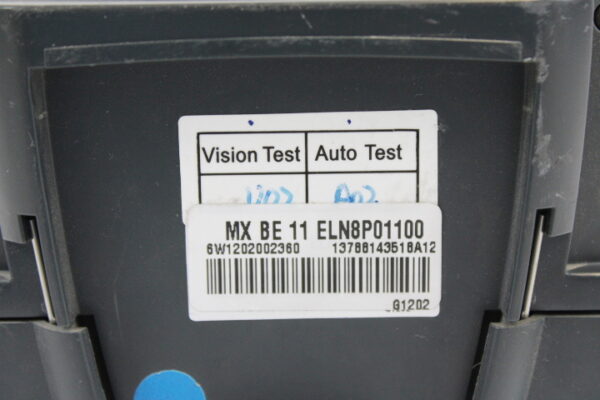 Vision Test Auto Test
MX BE 11 ELN8P01100
6W1202002360 13788143518A12
G1202